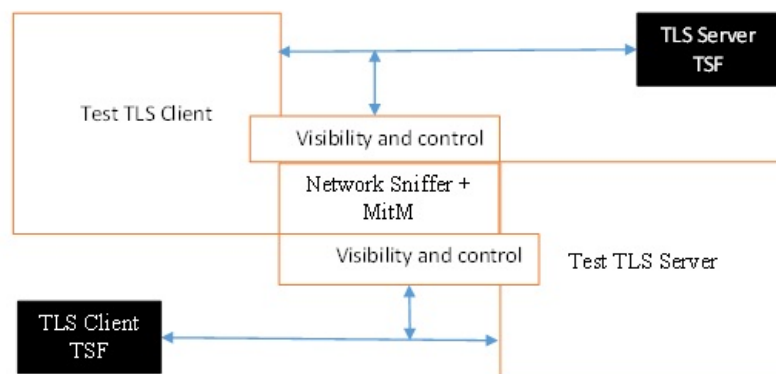 TLS Server
TSF
Test TLS Client
Visibility and control
Network Sniffer +
MitM
Visibility and control
Test TLS Server
TLS Client
TSF